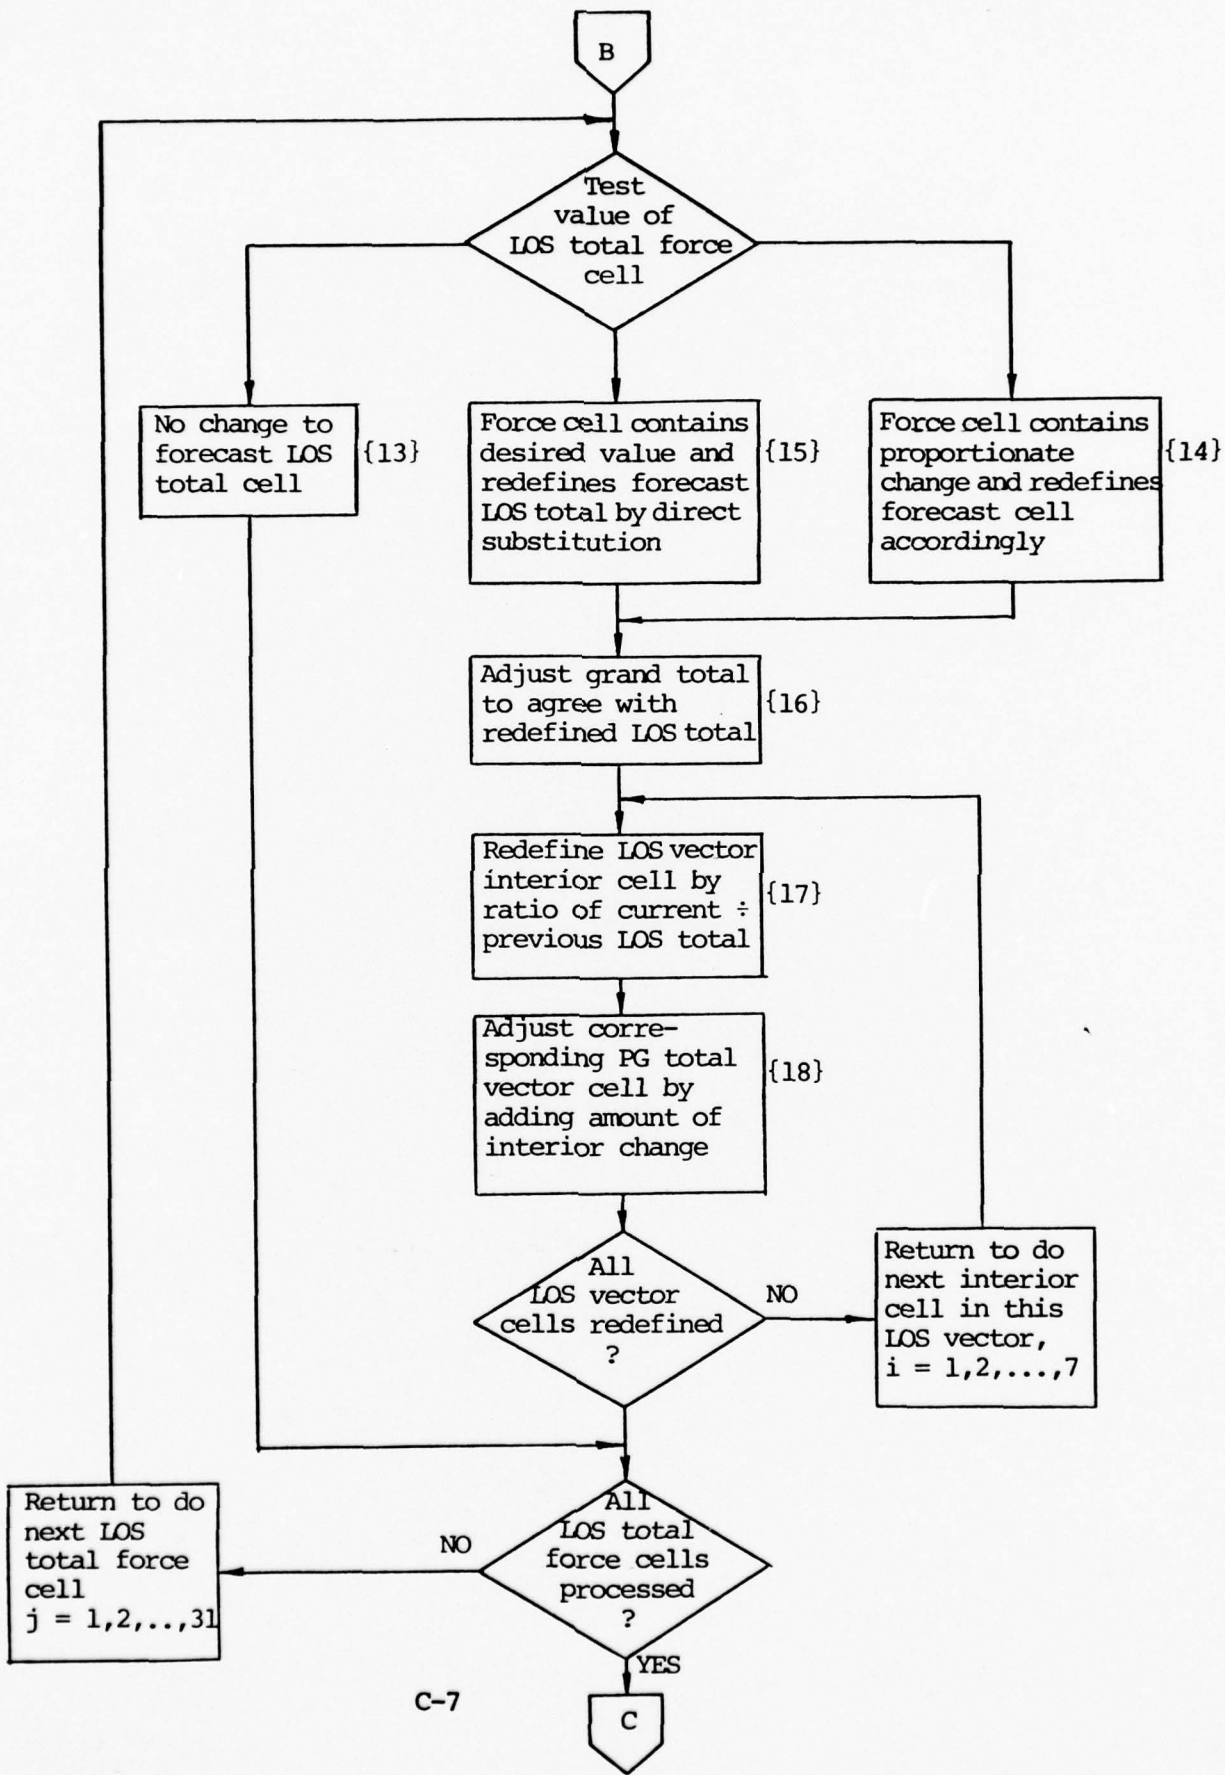 B
Test
value of
LOS total force
cell
No change to
forecast LOS
total cell
{13}
Force cell contains
desired value and
redefines forecast
LOS total by direct
substitution
{15}
Force cell contains
proportionate
change and redefines
forecast cell
accordingly
{14}
Adjust grand total
to agree with
redefined LOS total
{16}
Redefine LOS vector
interior cell by
ratio of current ÷
previous LOS total
{17}
Adjust corre-
sponding PG total
vector cell by
adding amount of
interior change
{18}
All
LOS vector
cells redefined
?
NO
Return to do
next interior
cell in this
LOS vector,
i = 1,2,...,7
All
LOS total
force cells
processed
?
NO
Return to do
next LOS
total force
cell
j = 1,2,..,31
YES
C-7
C